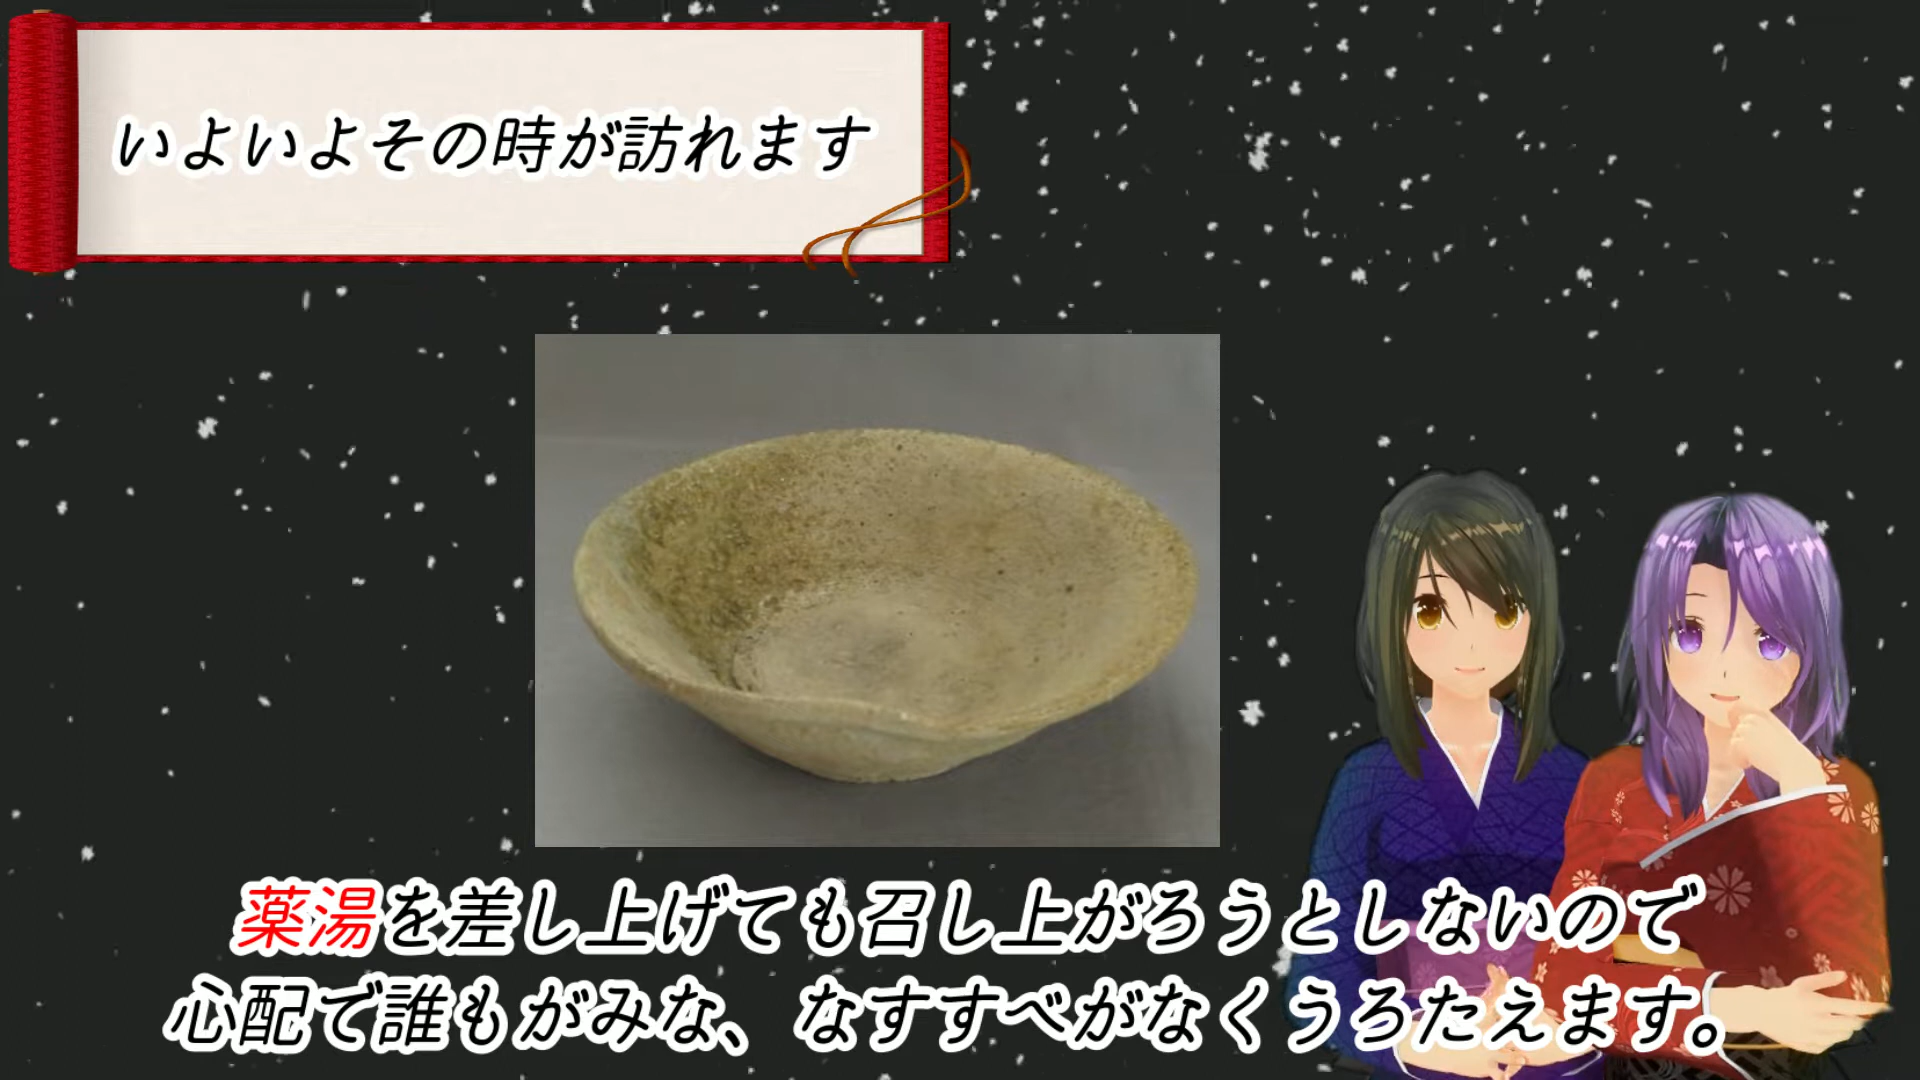 いよいよその時が訪れます
薬湯を差し上げても召し上がろうとしないので
心配で誰もがみな、なすすべがなくうろたえます。